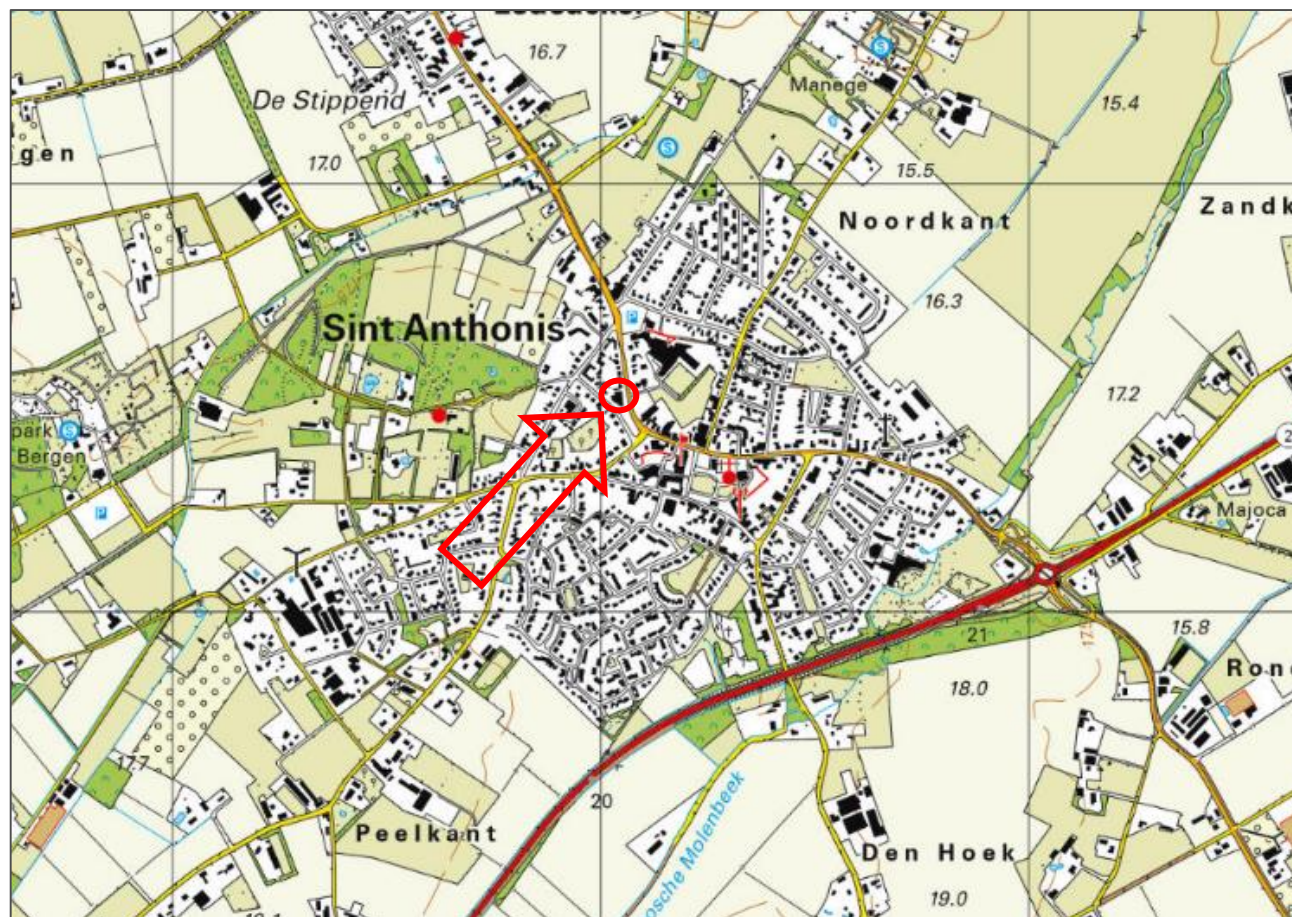 16.7
De Stippend
Manege
15.4
gen
17.0
15.5
Noordkant
Zandk
16.3
P
Sint Anthonis
17.2
park
Bergen
S
P
2
Majoca
21
15.8
18.0
Ron
17.7
20
Peelkant
osche Molenbeek
Den Hoek
19.0